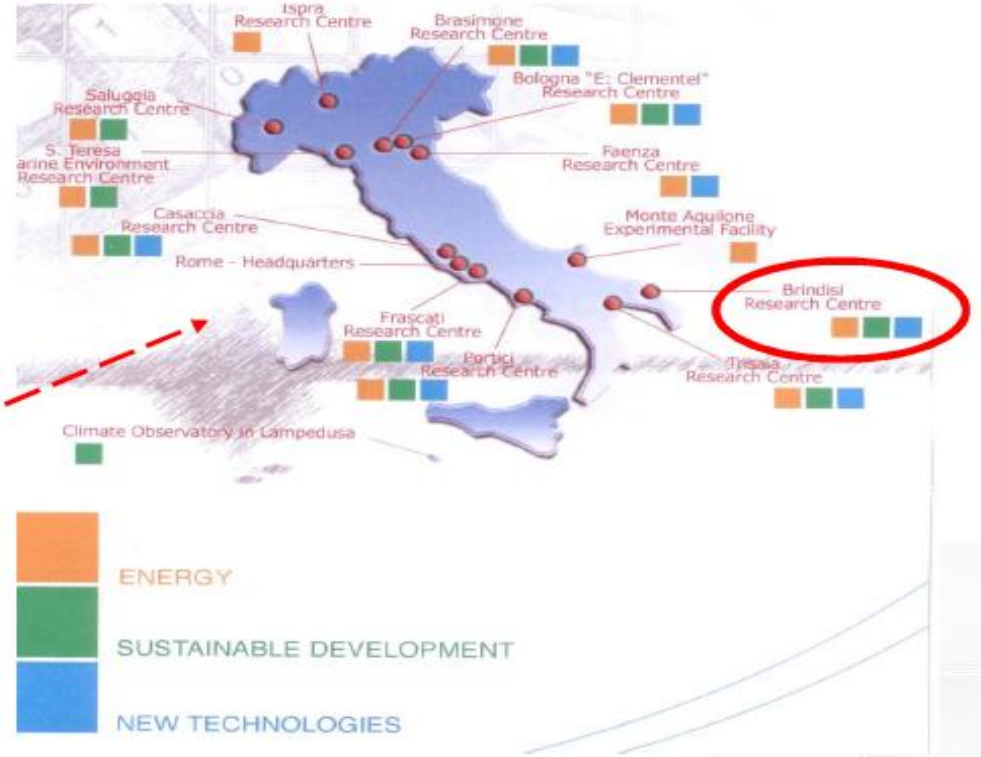 Ispra
Research Centre
Brasimone
Research Centre
Bologna "E: Clementel"
Research Centre
Saluggia
Research Centre
S. Teresa
arine Environment
Research Centre
Faenza
Research Centre
Casaccia
Research Centre
Monte Aquilone
Experimental Facility
Rome - Headquarters
Brindisi
Research Centre
Frascati
Research Centre
Portici
Research Centre
Trisaia
Research Centre
Climate Observatory in Lampedusa
ENERGY
SUSTAINABLE DEVELOPMENT
NEW TECHNOLOGIES